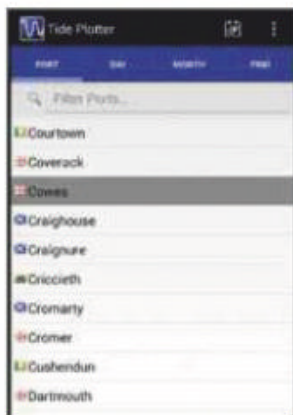 Tide Plotter
PORT DAY MONTH FIND
Filter Ports...
Courtown
Coverack
Cowes
Craighouse
Craignure
Criccieth
Cromarty
Cromer
Cushendun
Dartmouth